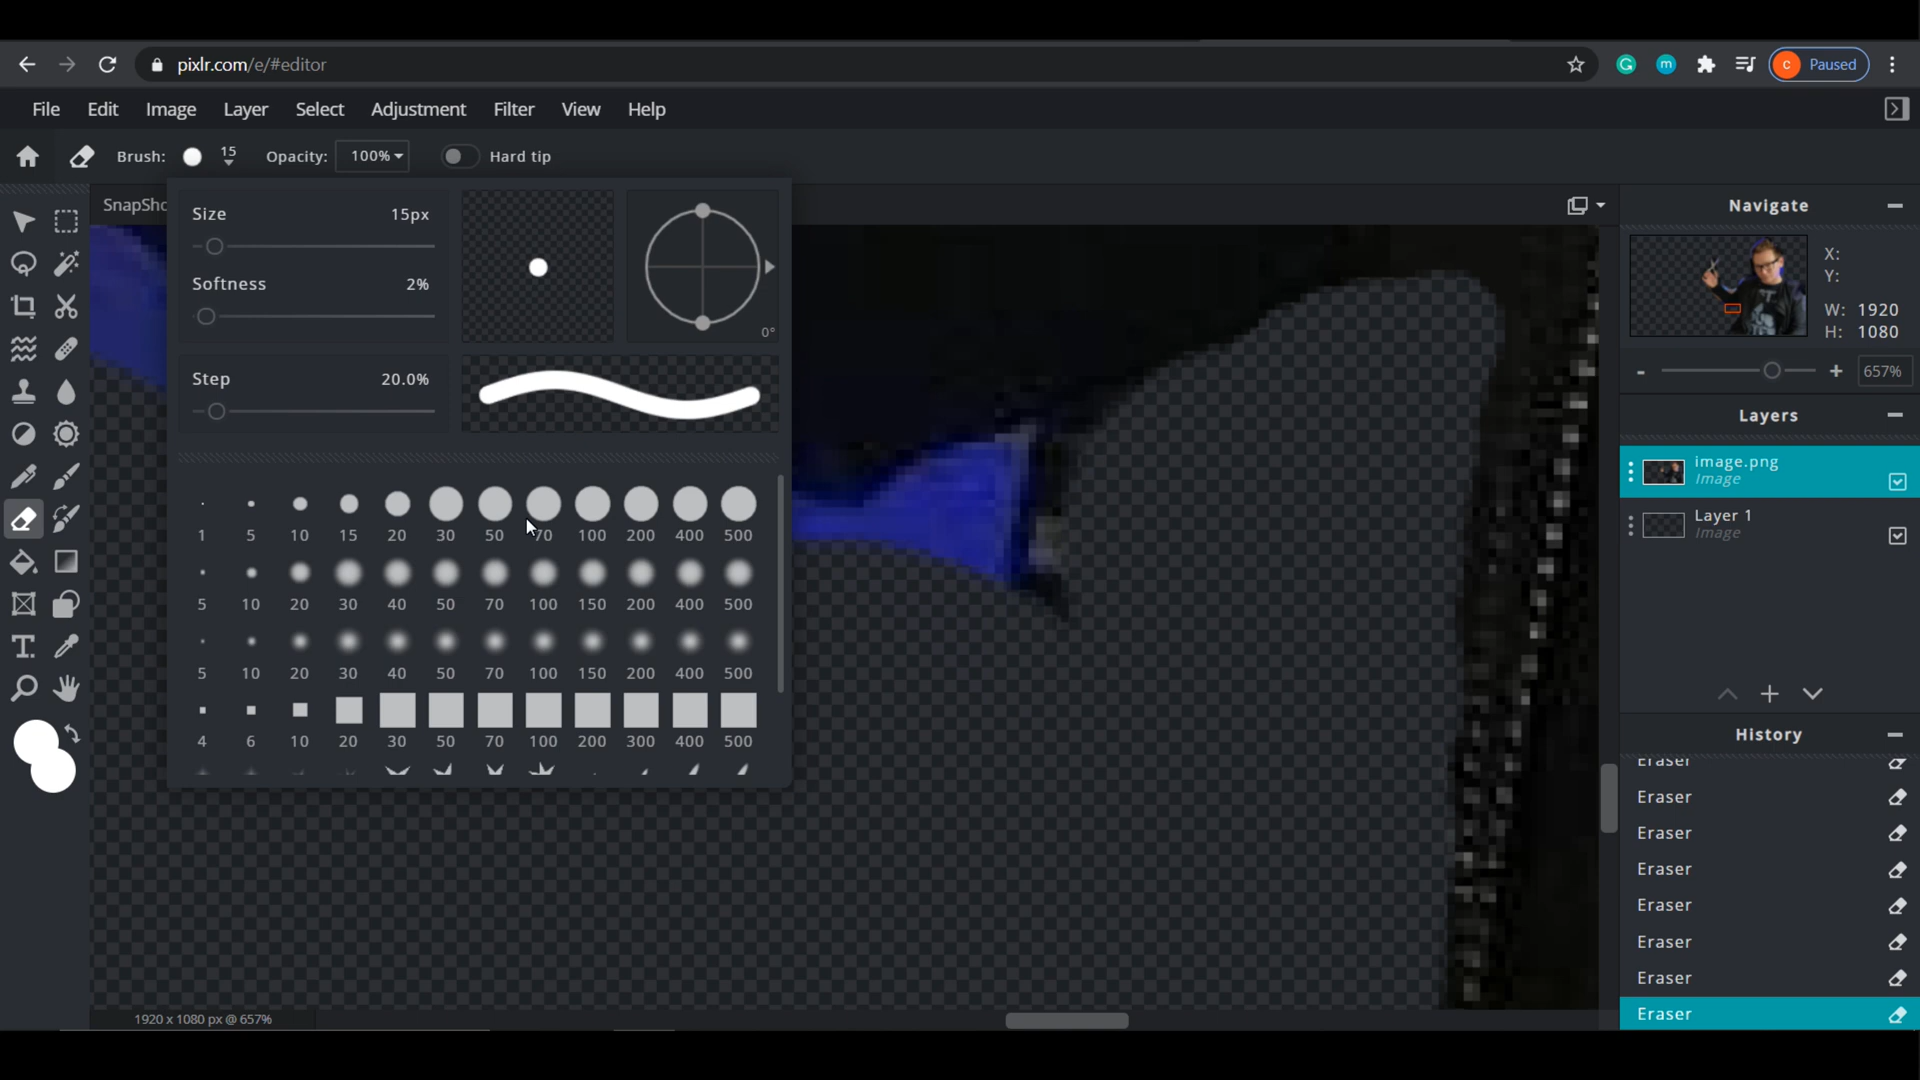 pixlr.com/e/#editor
c Paused
File Edit Image Layer Select Adjustment Filter View Help
Brush: 15 Opacity: 100% Hard tip
SnapSho
Size 15px
Softness 2%
0°
Step 20.0%
1 5 10 15 20 30 50 70 100 200 400 500
5 10 20 30 40 50 70 100 150 200 400 500
5 10 20 30 40 50 70 100 150 200 400 500
4 6 10 20 30 50 70 100 200 300 400 500
Navigate
X:
Y:
W: 1920
H: 1080
- + 657%
Layers
image.png
Image
Layer 1
Image
History
Eraser
Eraser
Eraser
Eraser
Eraser
Eraser
Eraser
Eraser
1920 x 1080 px @ 657%